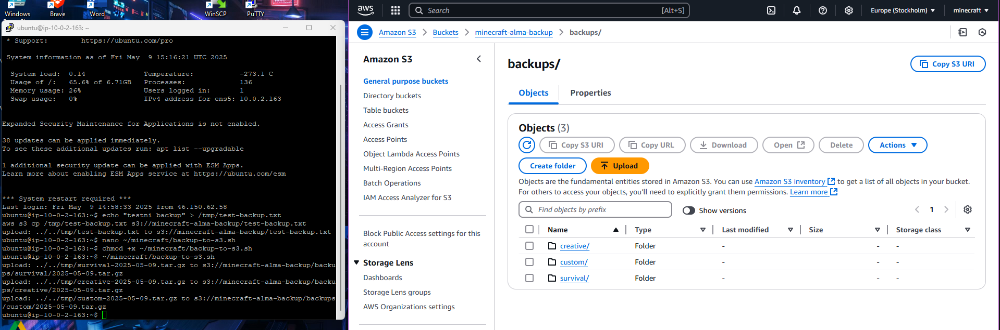 Windows
Brave
Word
WinSCP
PuTTY
ubuntu@ip-10-0-2-163: ~
* Support:        https://ubuntu.com/pro
System information as of Fri May  9 15:16:21 UTC 2025
System load:  0.14              Temperature:           -273.1 C
Usage of /:   65.6% of 6.71GB   Processes:             136
Memory usage: 26%               Users logged in:       1
Swap usage:   0%                IPv4 address for ens5: 10.0.2.163
Expanded Security Maintenance for Applications is not enabled.
38 updates can be applied immediately.
To see these additional updates run: apt list --upgradable
1 additional security update can be applied with ESM Apps.
Learn more about enabling ESM Apps service at https://ubuntu.com/esm
*** System restart required ***
Last login: Fri May  9 14:58:33 2025 from 46.150.62.58
ubuntu@ip-10-0-2-163:~$ echo "testni backup" > /tmp/test-backup.txt
aws s3 cp /tmp/test-backup.txt s3://minecraft-alma-backup/test-backup.txt
upload: ../../tmp/test-backup.txt to s3://minecraft-alma-backup/test-backup.txt
ubuntu@ip-10-0-2-163:~$ nano ~/minecraft/backup-to-s3.sh
ubuntu@ip-10-0-2-163:~$ chmod +x ~/minecraft/backup-to-s3.sh
ubuntu@ip-10-0-2-163:~$ ~/minecraft/backup-to-s3.sh
upload: ../../tmp/survival-2025-05-09.tar.gz to s3://minecraft-alma-backup/backu
ps/survival/2025-05-09.tar.gz
upload: ../../tmp/creative-2025-05-09.tar.gz to s3://minecraft-alma-backup/backu
ps/creative/2025-05-09.tar.gz
upload: ../../tmp/custom-2025-05-09.tar.gz to s3://minecraft-alma-backup/backups
/custom/2025-05-09.tar.gz
ubuntu@ip-10-0-2-163:~$
aws
Search
[Alt+S]
Europe (Stockholm)
minecraft
Amazon S3 > Buckets > minecraft-alma-backup > backups/
Amazon S3
General purpose buckets
Directory buckets
Table buckets
Access Grants
Access Points
Object Lambda Access Points
Multi-Region Access Points
Batch Operations
IAM Access Analyzer for S3
Block Public Access settings for this
account
Storage Lens
Dashboards
Storage Lens groups
AWS Organizations settings
backups/
Copy S3 URI
Objects
Properties
Objects (3)
Copy S3 URI
Copy URL
Download
Open
Delete
Actions
Create folder
Upload
Objects are the fundamental entities stored in Amazon S3. You can use Amazon S3 inventory to get a list of all objects in your bucket.
For others to access your objects, you'll need to explicitly grant them permissions. Learn more
Find objects by prefix
Show versions
1
Name Type Last modified Size Storage class
creative/ Folder - - -
custom/ Folder - - -
survival/ Folder - - -